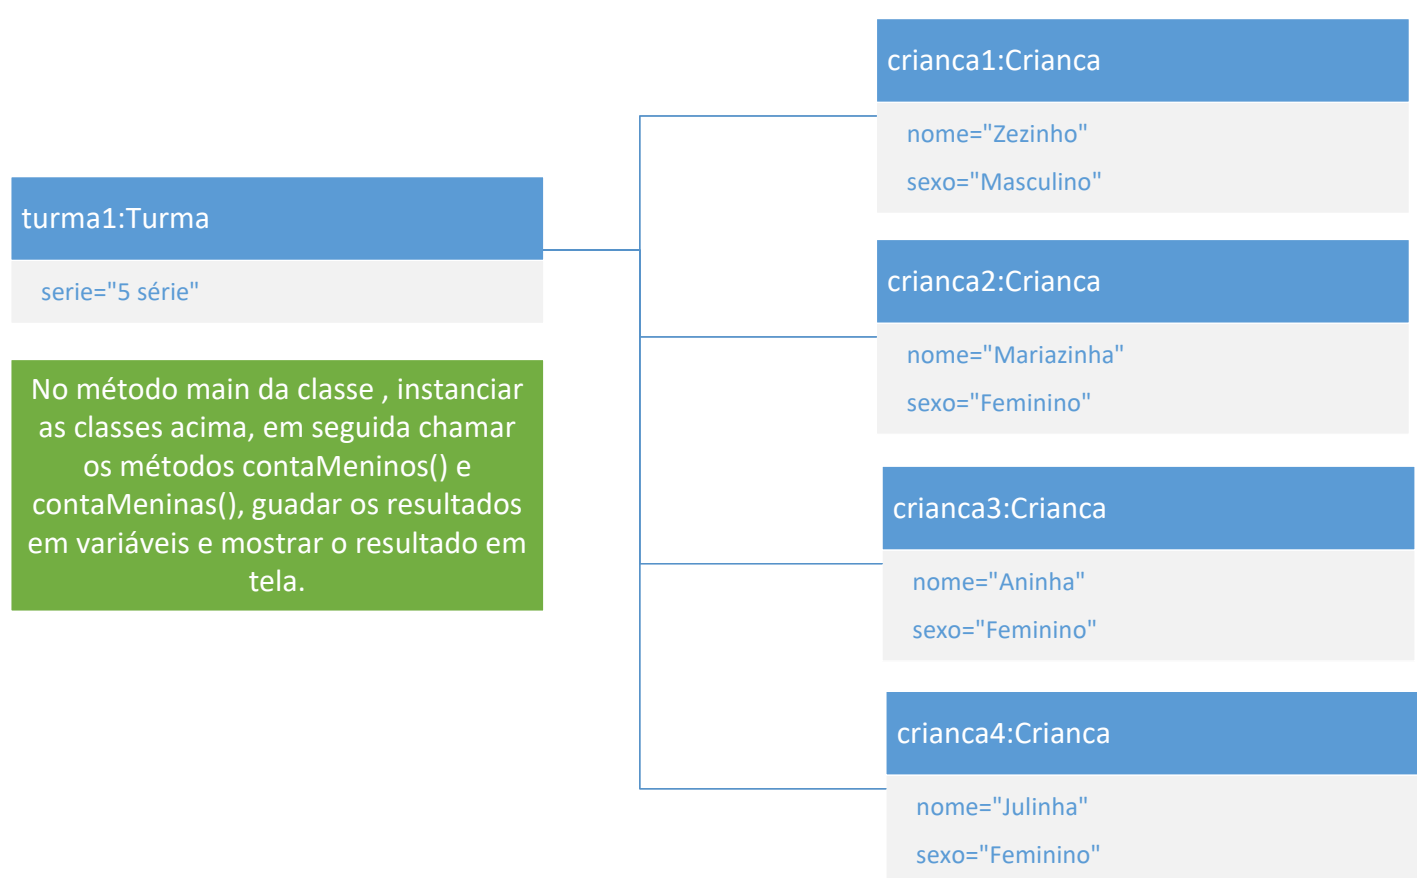 turma1:Turma
serie="5 série"
No método main da classe , instanciar
as classes acima, em seguida chamar
os métodos contaMeninos() e
contaMeninas(), guadar os resultados
em variáveis e mostrar o resultado em
tela.
crianca1:Crianca
nome="Zezinho"
sexo="Masculino"
crianca2:Crianca
nome="Mariazinha"
sexo="Feminino"
crianca3:Crianca
nome="Aninha"
sexo="Feminino"
crianca4:Crianca
nome="Julinha"
sexo="Feminino"